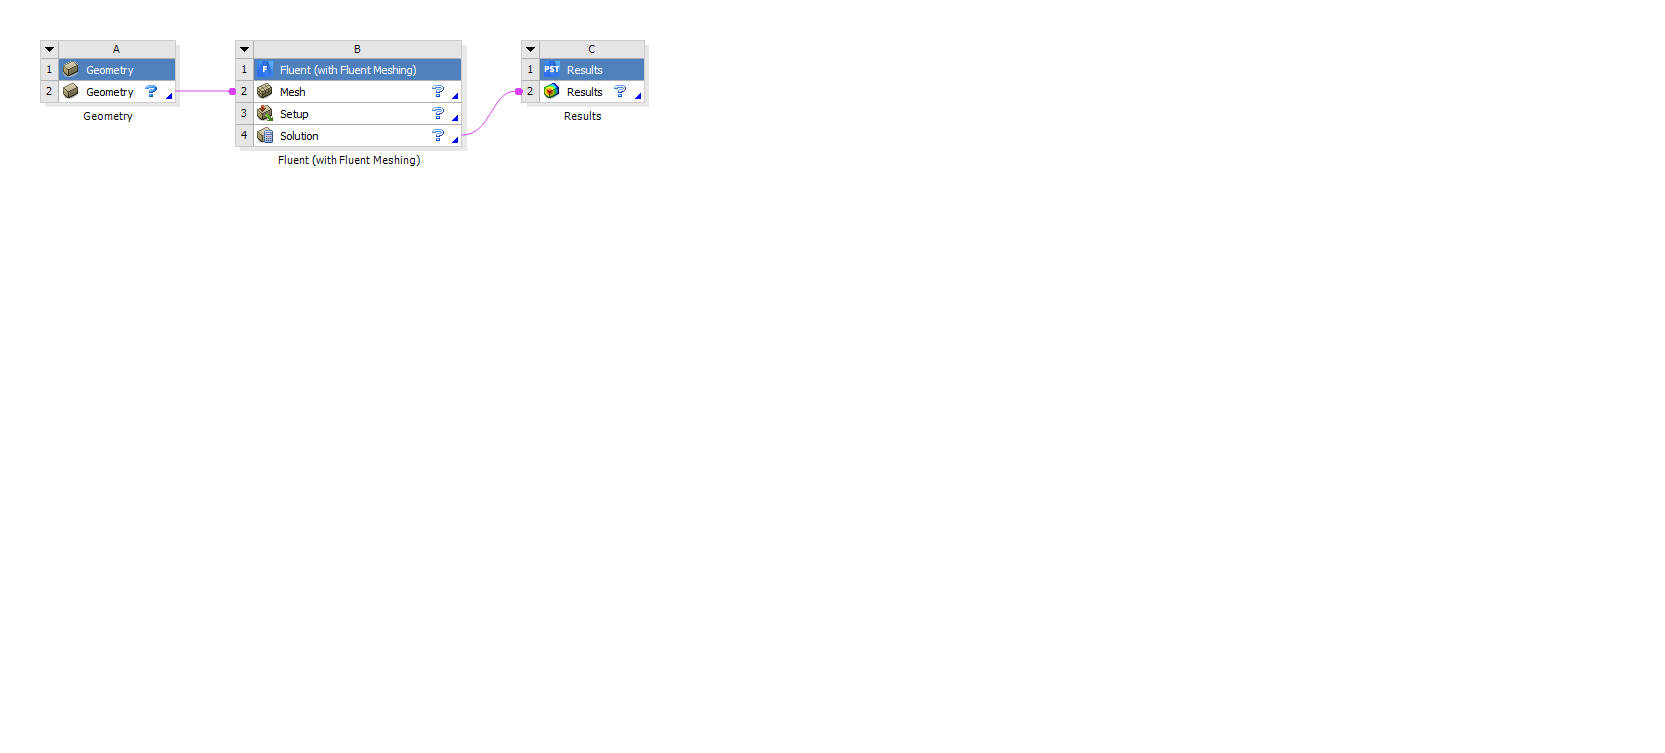 A
1 Geometry
2 Geometry ?
Geometry
B
1 F Fluent (with Fluent Meshing)
2 Mesh ?
3 Setup ?
4 Solution ?
Fluent (with Fluent Meshing)
C
1 PST Results
2 Results ?
Results